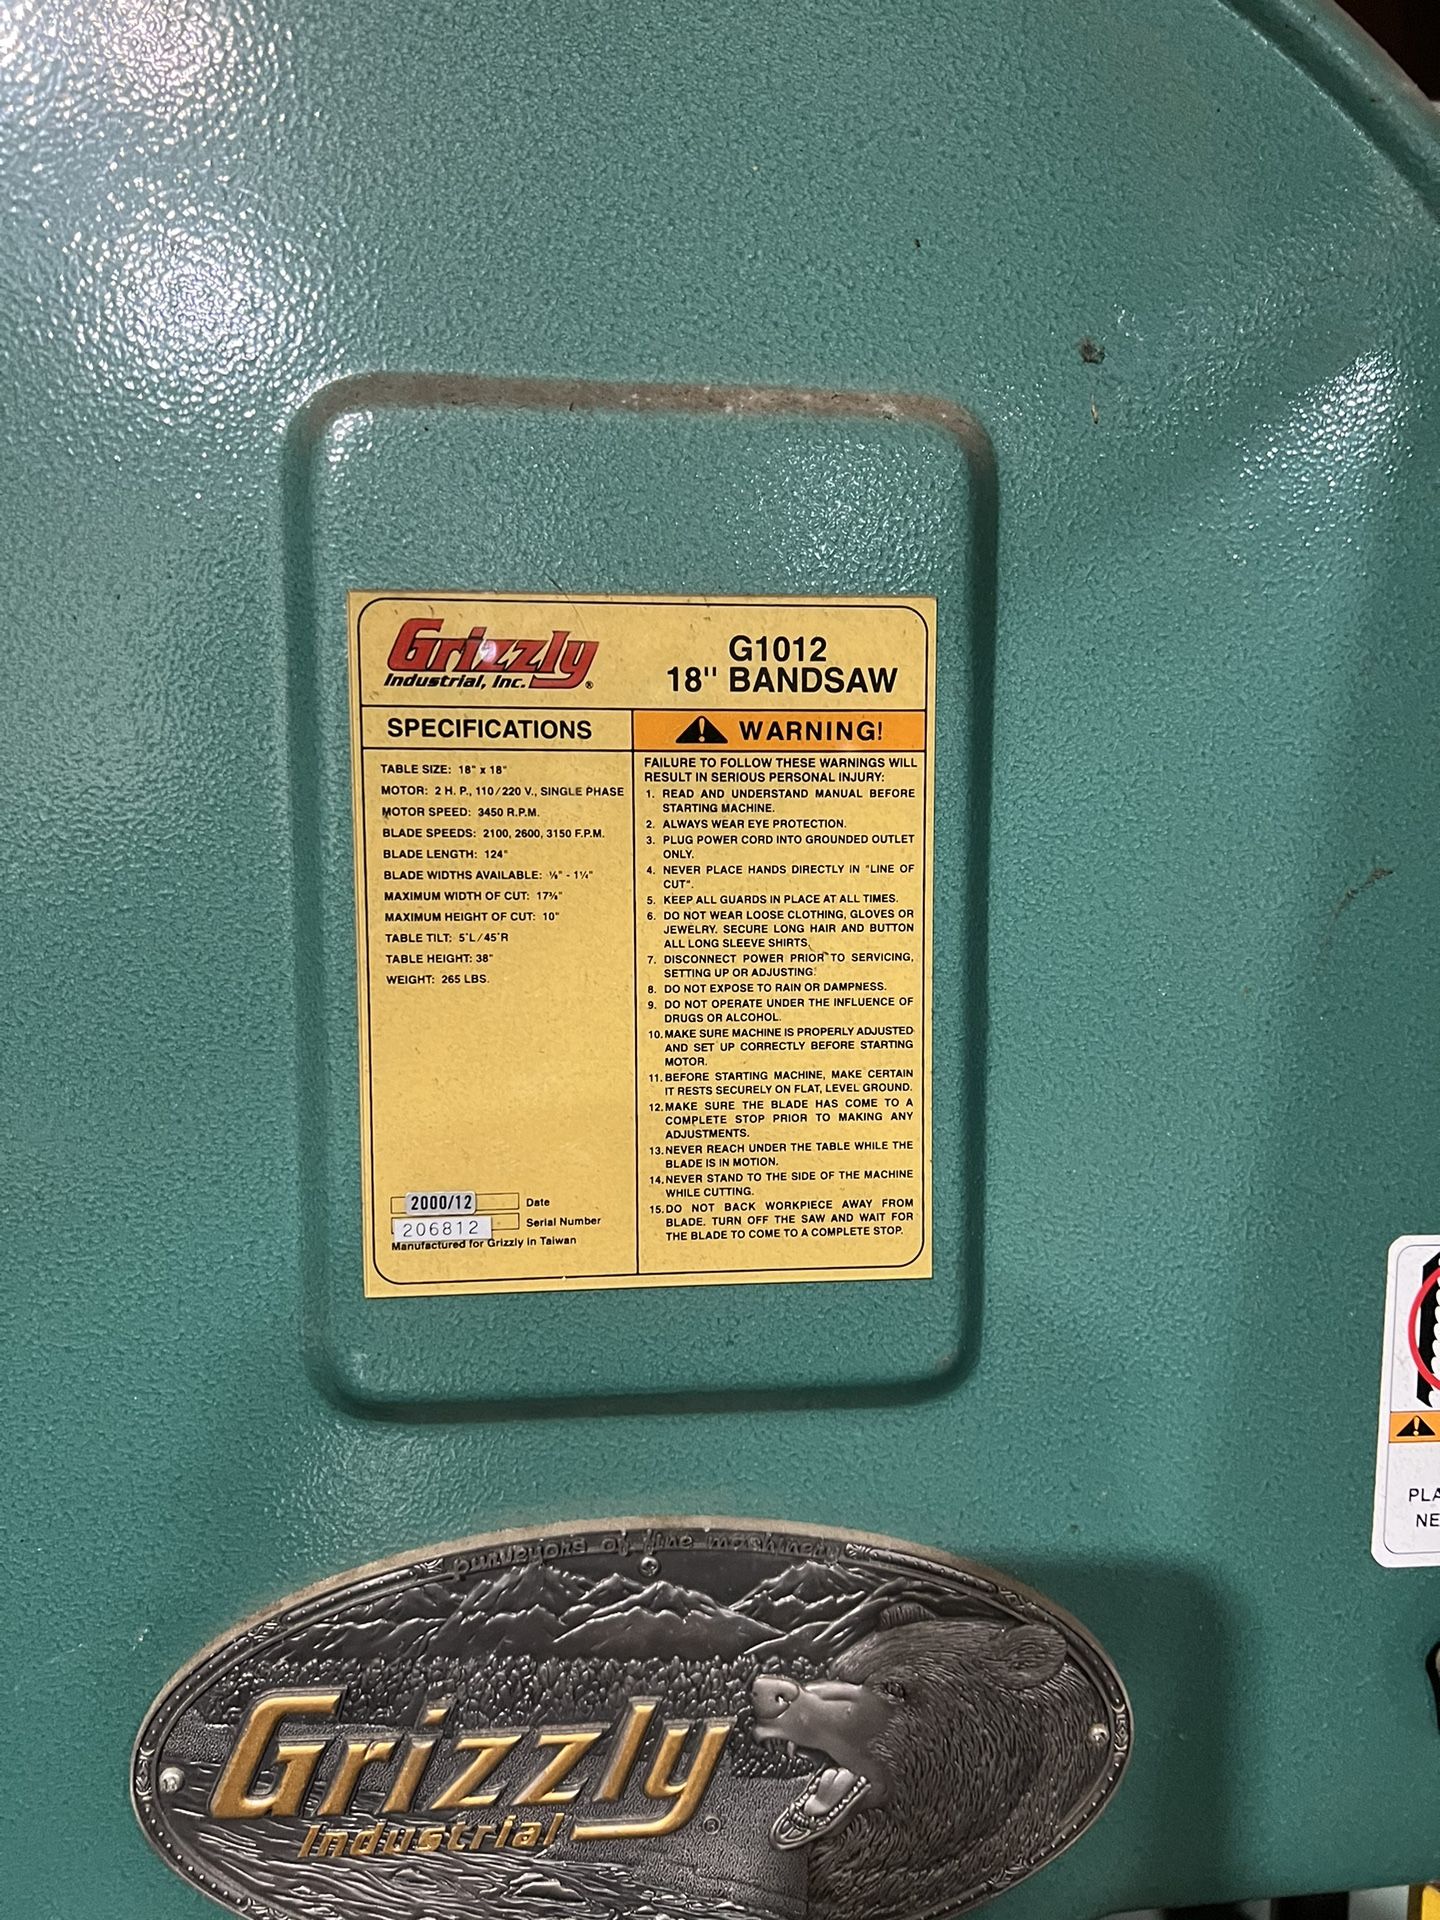 Grizzly
Industrial, Inc.®
G1012
18" BANDSAW
SPECIFICATIONS
TABLE SIZE: 18" x 18"
MOTOR: 2 H. P., 110/220 V., SINGLE PHASE
MOTOR SPEED: 3450 R.P.M.
BLADE SPEEDS: 2100, 2600, 3150 F.P.M.
BLADE LENGTH: 124"
BLADE WIDTHS AVAILABLE: ⅛" - 1¼"
MAXIMUM WIDTH OF CUT:
MAXIMUM HEIGHT OF CUT: 10"
TABLE TILT: 5°L/45°R
TABLE HEIGHT: 38"
WEIGHT: 265 LBS.
2000/12 Date
206812 Serial Number
Manufactured for Grizzly in Taiwan
WARNING!
FAILURE TO FOLLOW THESE WARNINGS WILL
RESULT IN SERIOUS PERSONAL INJURY:
1. READ AND UNDERSTAND MANUAL BEFORE
STARTING MACHINE.
2. ALWAYS WEAR EYE PROTECTION.
3. PLUG POWER CORD INTO GROUNDED OUTLET
ONLY.
4. NEVER PLACE HANDS DIRECTLY IN "LINE OF
CUT".
5. KEEP ALL GUARDS IN PLACE AT ALL TIMES.
6. DO NOT WEAR LOOSE CLOTHING, GLOVES OR
JEWELRY. SECURE LONG HAIR AND BUTTON
ALL LONG SLEEVE SHIRTS.
7. DISCONNECT POWER PRIOR TO SERVICING,
SETTING UP OR ADJUSTING.
8. DO NOT EXPOSE TO RAIN OR DAMPNESS.
9. DO NOT OPERATE UNDER THE INFLUENCE OF
DRUGS OR ALCOHOL.
10. MAKE SURE MACHINE IS PROPERLY ADJUSTED
AND SET UP CORRECTLY BEFORE STARTING
MOTOR.
11. BEFORE STARTING MACHINE, MAKE CERTAIN
IT RESTS SECURELY ON FLAT, LEVEL GROUND.
12. MAKE SURE THE BLADE HAS COME TO A
COMPLETE STOP PRIOR TO MAKING ANY
ADJUSTMENTS.
13. NEVER REACH UNDER THE TABLE WHILE THE
BLADE IS IN MOTION.
14. NEVER STAND TO THE SIDE OF THE MACHINE
WHILE CUTTING.
15. DO NOT BACK WORKPIECE AWAY FROM
BLADE. TURN OFF THE SAW AND WAIT FOR
THE BLADE TO COME TO A COMPLETE STOP.
PLA
NE
purveyors of fine machinery
Grizzly
Industrial®